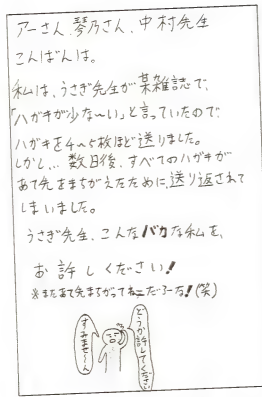 アーさん、琴乃さん、中村先生
こんばんは。
私は、うさぎ先生が某雑誌で、
「ハガキが少な〜い」と言っていたので、
ハガキを4〜5枚ほど送りました。
しかし… 数日後、すべてのハガキが
あて先をまちがえたために、送り返されて
しまいました。
うさぎ先生、こんなバカな私を、
お許しください!
※またあて先まちがってねーだろーな!(笑)
すみませーん
どうか許してください